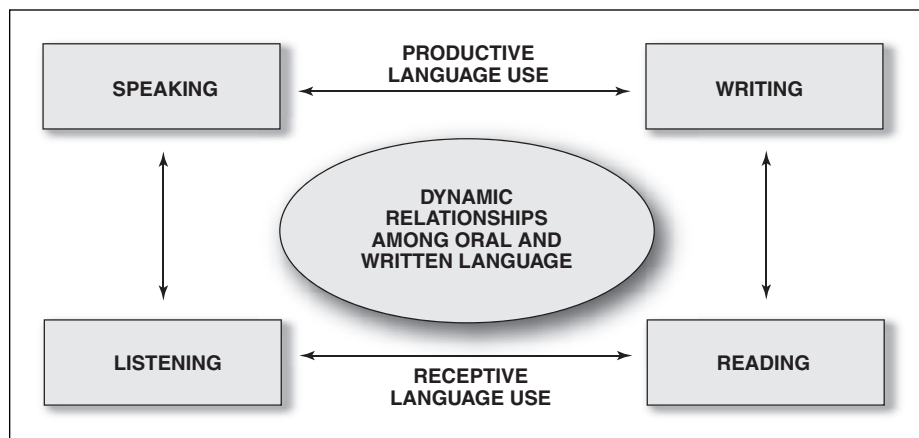 PRODUCTIVE
LANGUAGE USE
SPEAKING
WRITING
DYNAMIC
RELATIONSHIPS
AMONG ORAL AND
WRITTEN LANGUAGE
LISTENING
READING
RECEPTIVE
LANGUAGE USE